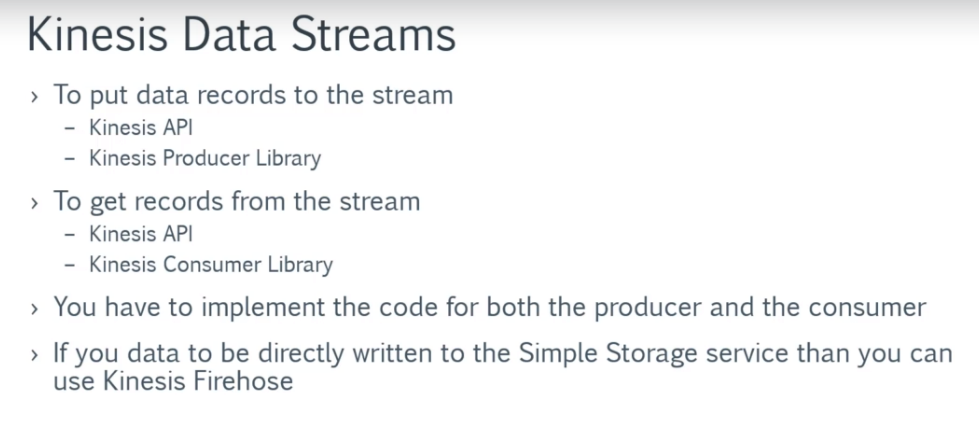 Kinesis Data Streams
› To put data records to the stream
– Kinesis API
– Kinesis Producer Library
› To get records from the stream
– Kinesis API
– Kinesis Consumer Library
› You have to implement the code for both the producer and the consumer
› If you data to be directly written to the Simple Storage service than you can
use Kinesis Firehose